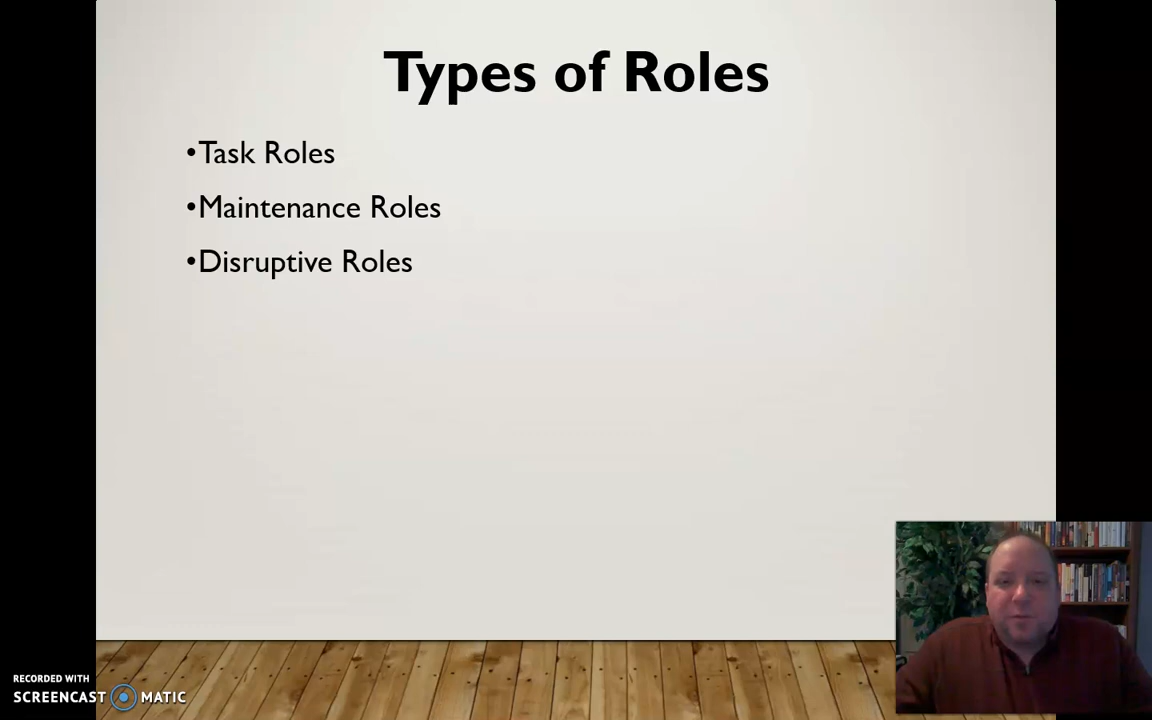 Types of Roles
•Task Roles
•Maintenance Roles
•Disruptive Roles
RECORDED WITH
SCREENCAST MATIC